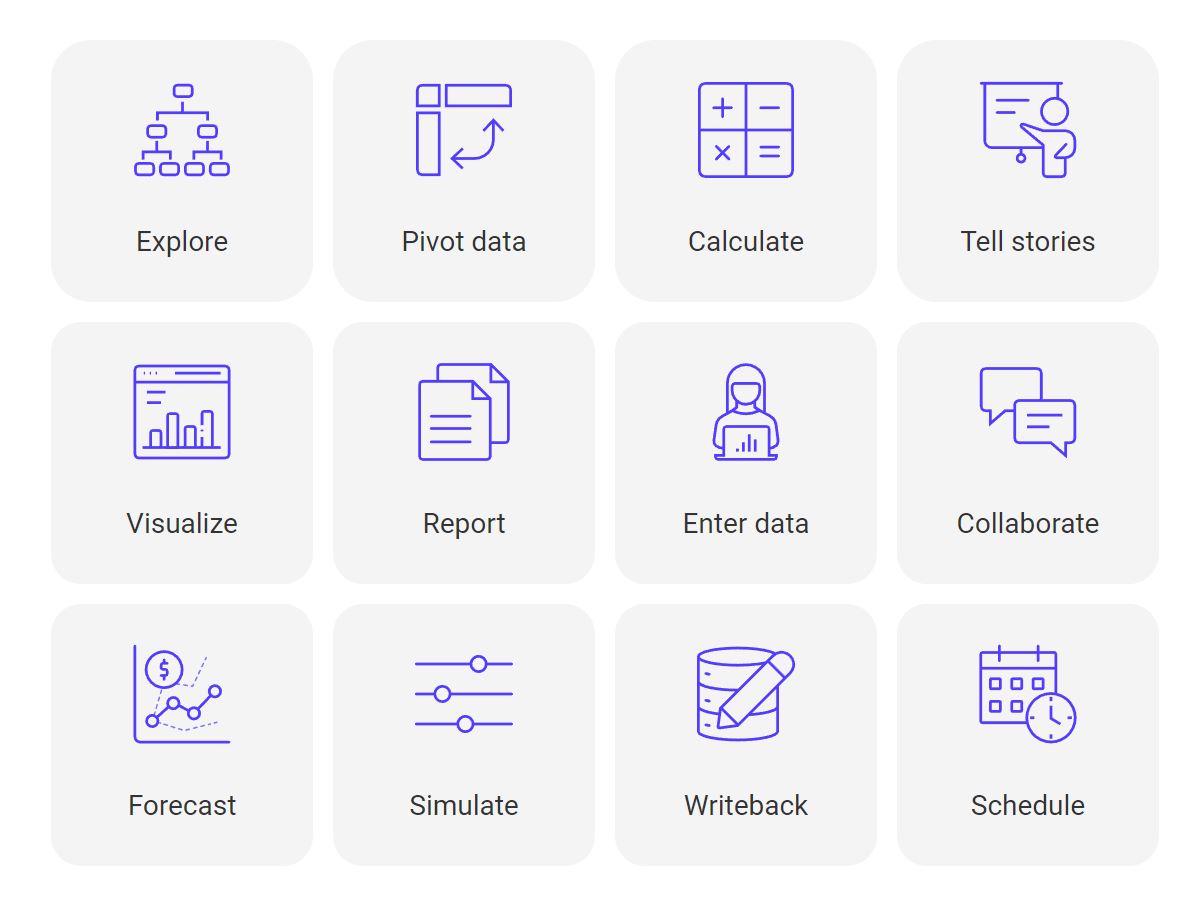 Explore
Pivot data
Calculate
Tell stories
Visualize
Report
Enter data
Collaborate
$
Forecast
Simulate
Writeback
Schedule